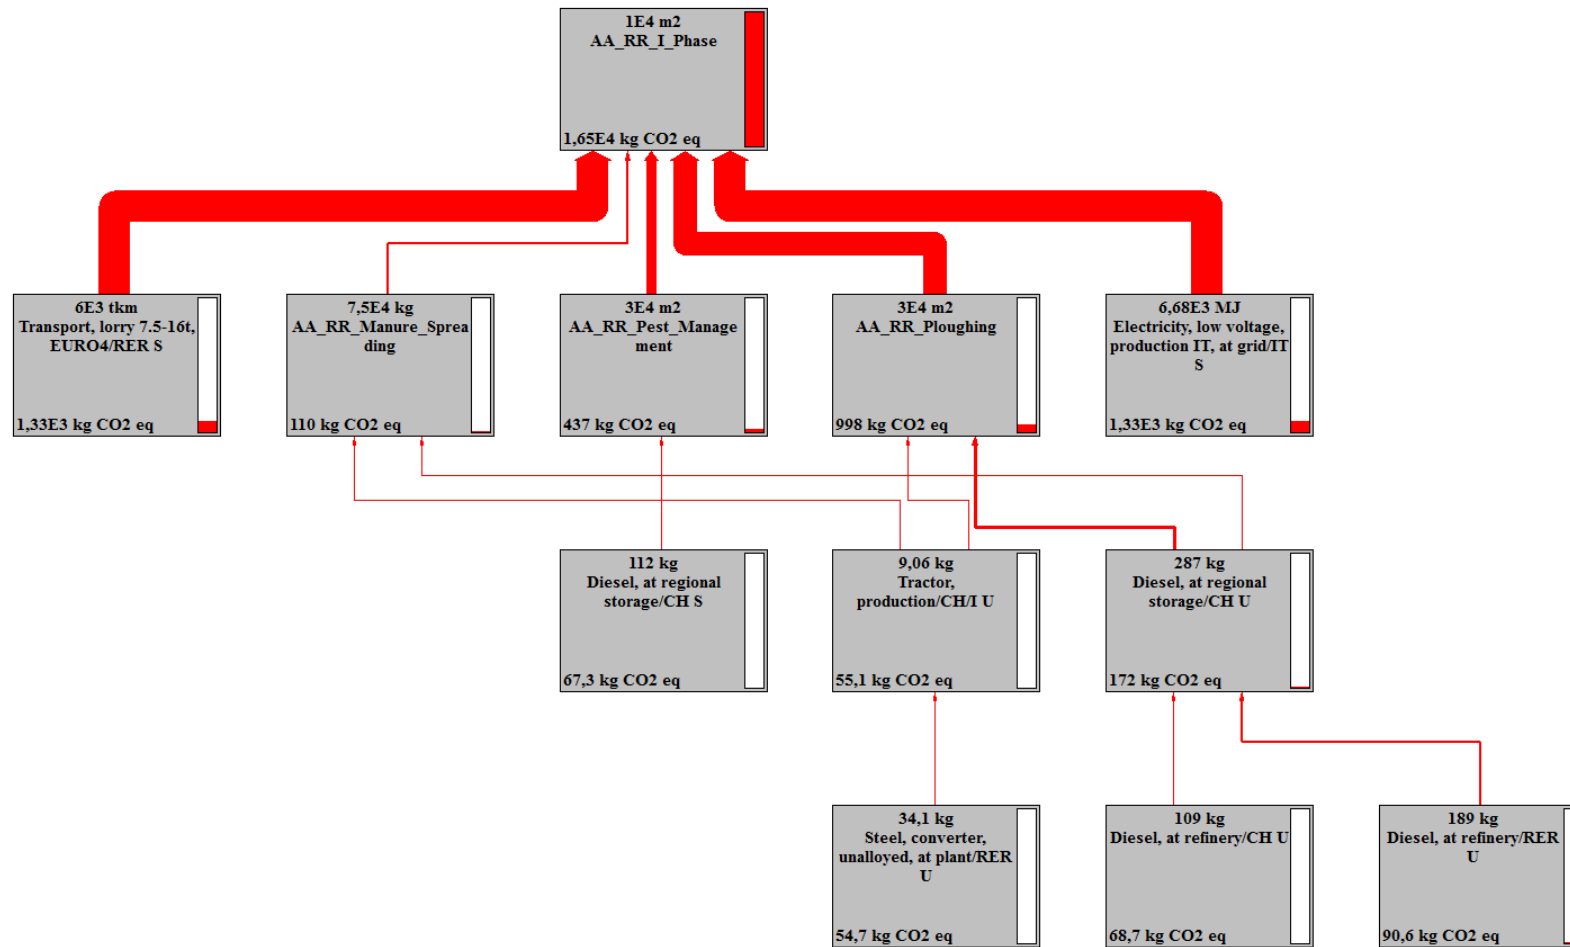 1E4 m2
AA_RR_I_Phase
1,65E4 kg CO2 eq
6E3 tkm
Transport, lorry 7.5-16t,
EURO4/RER S
1,33E3 kg CO2 eq
7,5E4 kg
AA_RR_Manure_Sprea
ding
110 kg CO2 eq
3E4 m2
AA_RR_Pest_Manage
ment
437 kg CO2 eq
3E4 m2
AA_RR_Ploughing
998 kg CO2 eq
6,68E3 MJ
Electricity, low voltage,
production IT, at grid/IT
S
1,33E3 kg CO2 eq
112 kg
Diesel, at regional
storage/CH S
67,3 kg CO2 eq
9,06 kg
Tractor,
production/CH/I U
55,1 kg CO2 eq
287 kg
Diesel, at regional
storage/CH U
172 kg CO2 eq
34,1 kg
Steel, converter,
unalloyed, at plant/RER
U
54,7 kg CO2 eq
109 kg
Diesel, at refinery/CH U
68,7 kg CO2 eq
189 kg
Diesel, at refinery/RER
U
90,6 kg CO2 eq